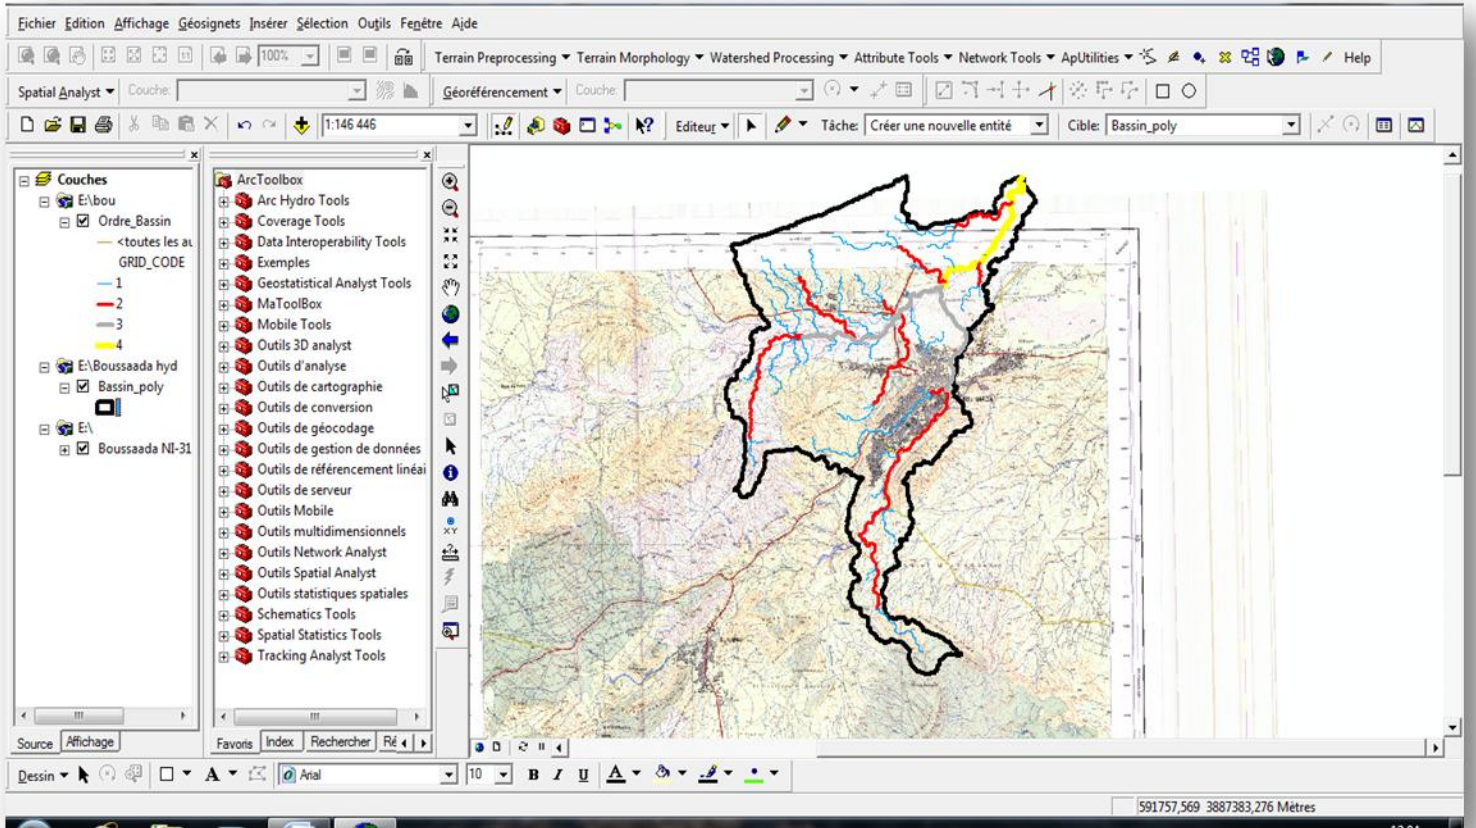 Fichier Edition Affichage Géosignets Insérer Sélection Outils Fenêtre Aide
100% Terrain Preprocessing Terrain Morphology Watershed Processing Attribute Tools Network Tools ApUtilities Help
Spatial Analyst Couche: Géoréférencement Couche:
1:146 446 Editeur Tâche: Créer une nouvelle entité Cible: Bassin_poly
Couches
E:\bou
Ordre_Bassin
<toutes les au
GRID_CODE
1
2
3
4
E:\Boussaada hyd
Bassin_poly
E:\
Boussaada NI-31
Source Affichage
ArcToolbox
Arc Hydro Tools
Coverage Tools
Data Interoperability Tools
Exemples
Geostatistical Analyst Tools
MaToolBox
Mobile Tools
Outils 3D analyst
Outils d'analyse
Outils de cartographie
Outils de conversion
Outils de géocodage
Outils de gestion de données
Outils de référencement linéai
Outils de serveur
Outils Mobile
Outils multidimensionnels
Outils Network Analyst
Outils Spatial Analyst
Outils statistiques spatiales
Schematics Tools
Spatial Statistics Tools
Tracking Analyst Tools
Favoris Index Rechercher Ré
Dessin A Arial 10 B I U A
591757,569 3887383,276 Mètres